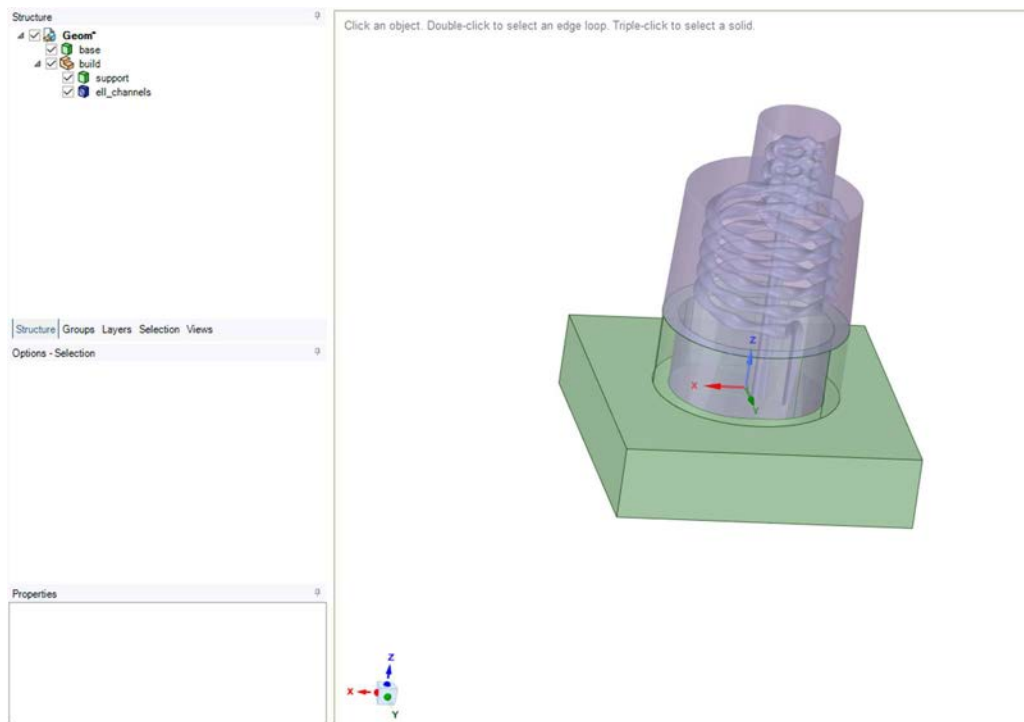 Structure
Geom*
base
build
support
ell_channels
Structure Groups Layers Selection Views
Options - Selection
Properties
Click an object. Double-click to select an edge loop. Triple-click to select a solid.
Z
X
Y
Z
X
Y